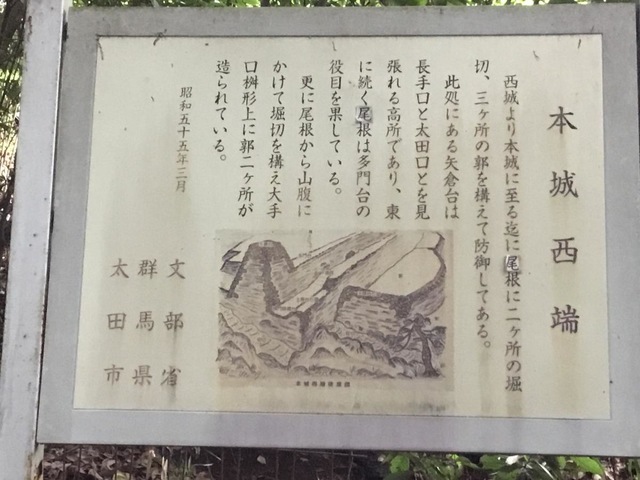 本城西端
西城より本城に至る迄に尾根に二ヶ所の堀
切、三ヶ所の郭を構えて防御してある。
此処にある矢倉台は
長手口と太田口とを見
張れる高所であり、東
に続く尾根は多門台の
役目を果している。
更に尾根から山腹に
かけて堀切を構え大手
口桝形上に郭二ヶ所が
造られている。
昭和五十五年三月
文部省
群馬県
太田市